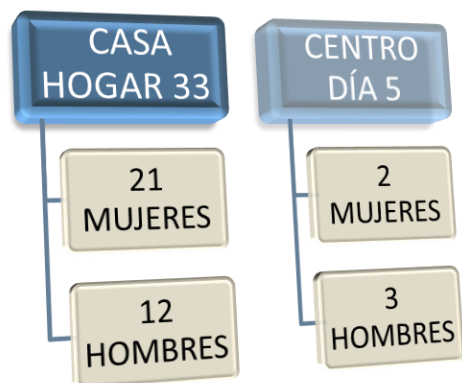 CASA
HOGAR 33
21
MUJERES
12
HOMBRES
CENTRO
DÍA 5
2
MUJERES
3
HOMBRES